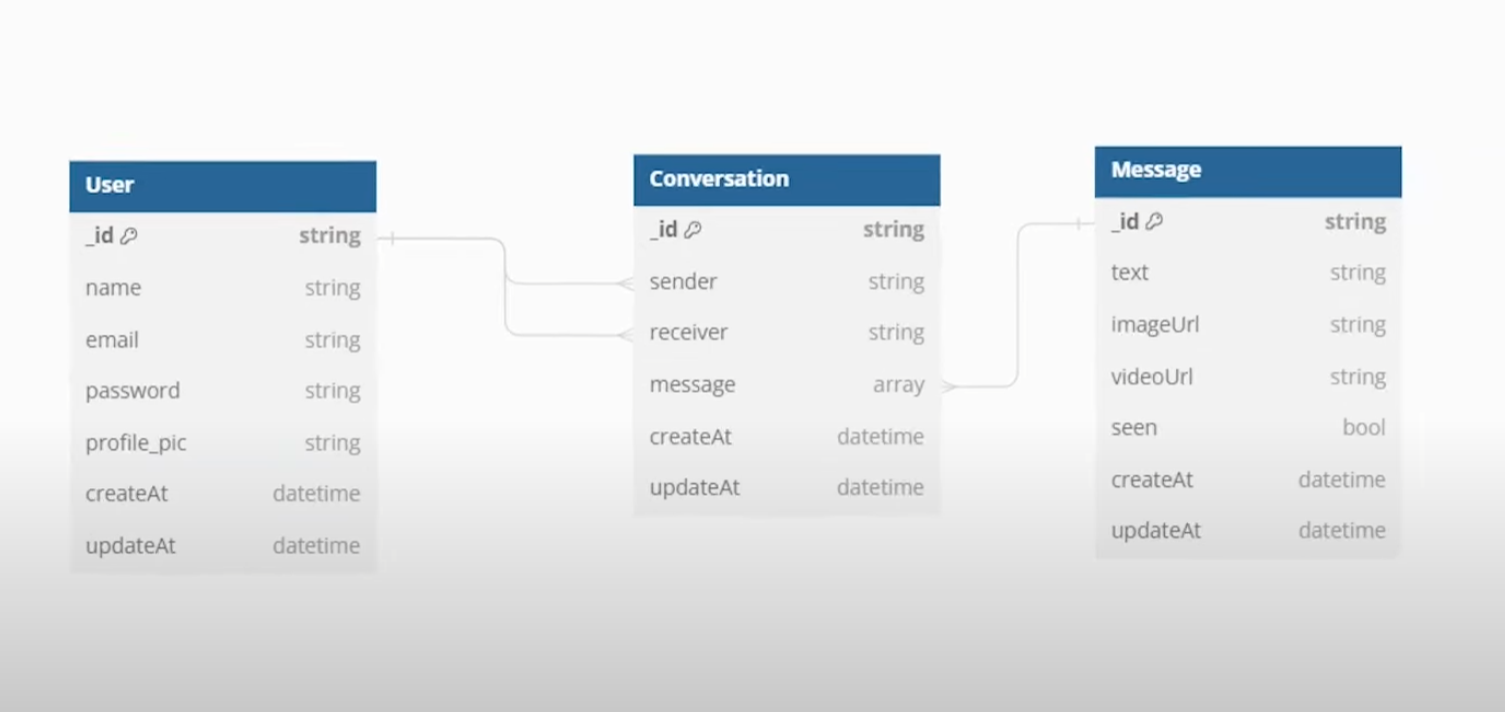 User
_id string
name string
email string
password string
profile_pic string
createAt datetime
updateAt datetime
Conversation
_id string
sender string
receiver string
message array
createAt datetime
updateAt datetime
Message
_id string
text string
imageUrl string
videoUrl string
seen bool
createAt datetime
updateAt datetime